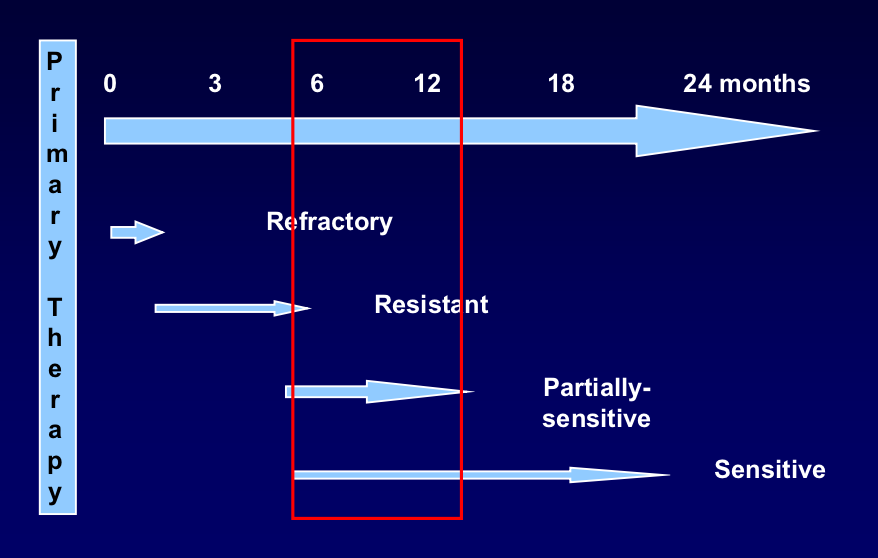 Primary Therapy
0 3 6 12 18 24 months
Refractory
Resistant
Partially-
sensitive
Sensitive